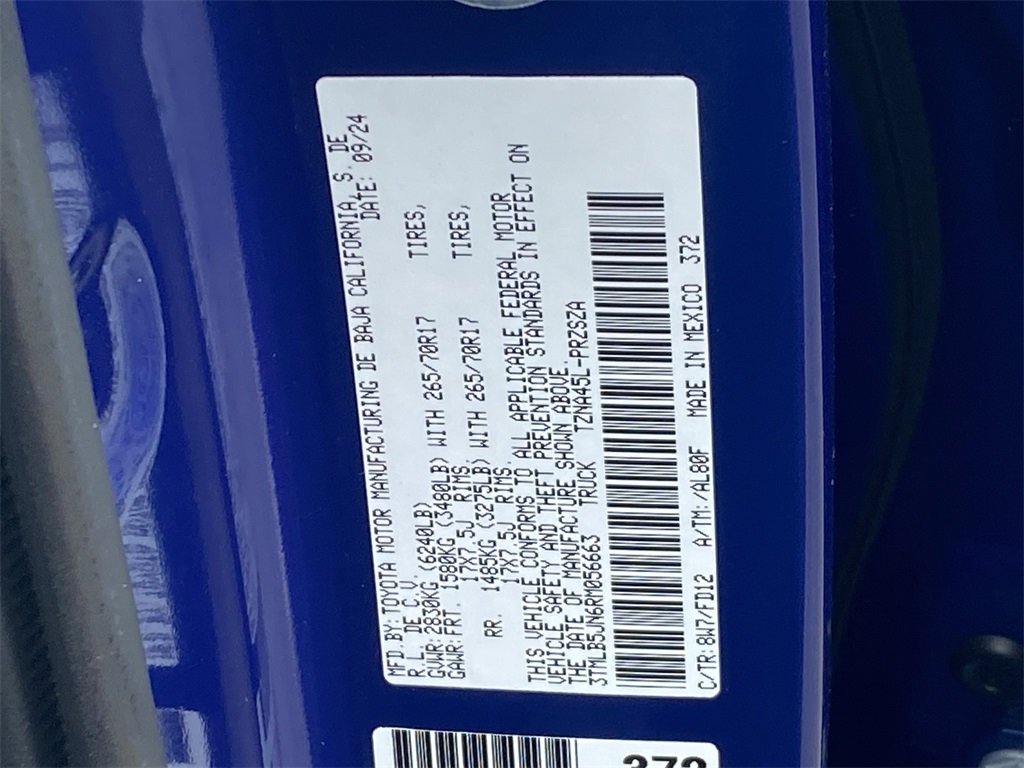 MFD.BY: TOYOTA MOTOR MANUFACTURING DE BAJA CALIFORNIA, S. DE
R.L. DE C.V. DATE: 09/24
GVWR: 2830KG (6240LB)
GAWR: FRT. 1580KG (3480LB) WITH 265/70R17 TIRES,
17X7.5J RIMS,
RR. 1485KG (3275LB) WITH 265/70R17 TIRES,
17X7.5J RIMS.
THIS VEHICLE CONFORMS TO ALL APPLICABLE FEDERAL MOTOR
VEHICLE SAFETY AND THEFT PREVENTION STANDARDS IN EFFECT ON
THE DATE OF MANUFACTURE SHOWN ABOVE.
3TMLB5JN6RM056663 TRUCK TZNA45L-PRZSZA
C/TR: 8W7/FD12 A/TM: /AL80F MADE IN MEXICO 372
372